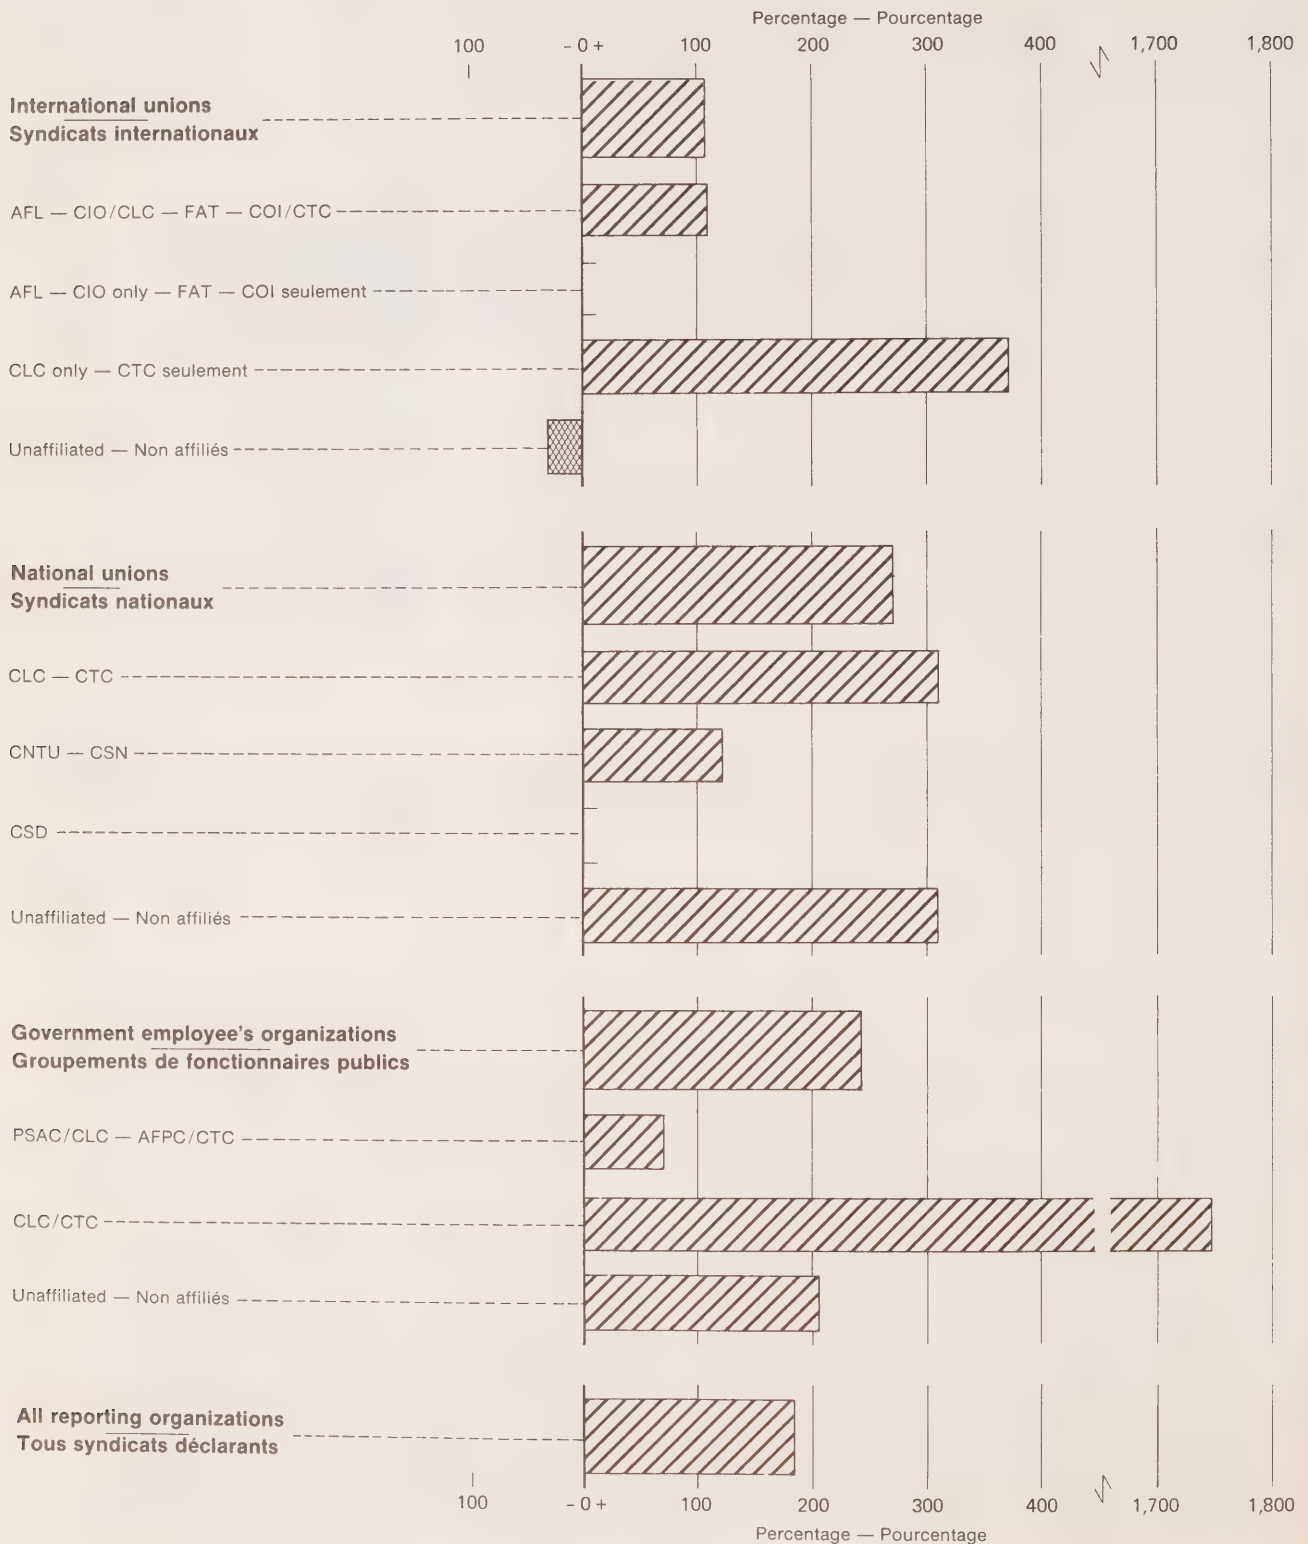 Percentage — Pourcentage
100 - 0 + 100 200 300 400 1,700 1,800
International unions
Syndicats internationaux
AFL — CIO/CLC — FAT — COI/CTC
AFL — CIO only — FAT — COI seulement
CLC only — CTC seulement
Unaffiliated — Non affiliés
National unions
Syndicats nationaux
CLC — CTC
CNTU — CSN
CSD
Unaffiliated — Non affiliés
Government employee's organizations
Groupements de fonctionnaires publics
PSAC/CLC — AFPC/CTC
CLC/CTC
Unaffiliated — Non affiliés
All reporting organizations
Tous syndicats déclarants
100 - 0 + 100 200 300 400 1,700 1,800
Percentage — Pourcentage